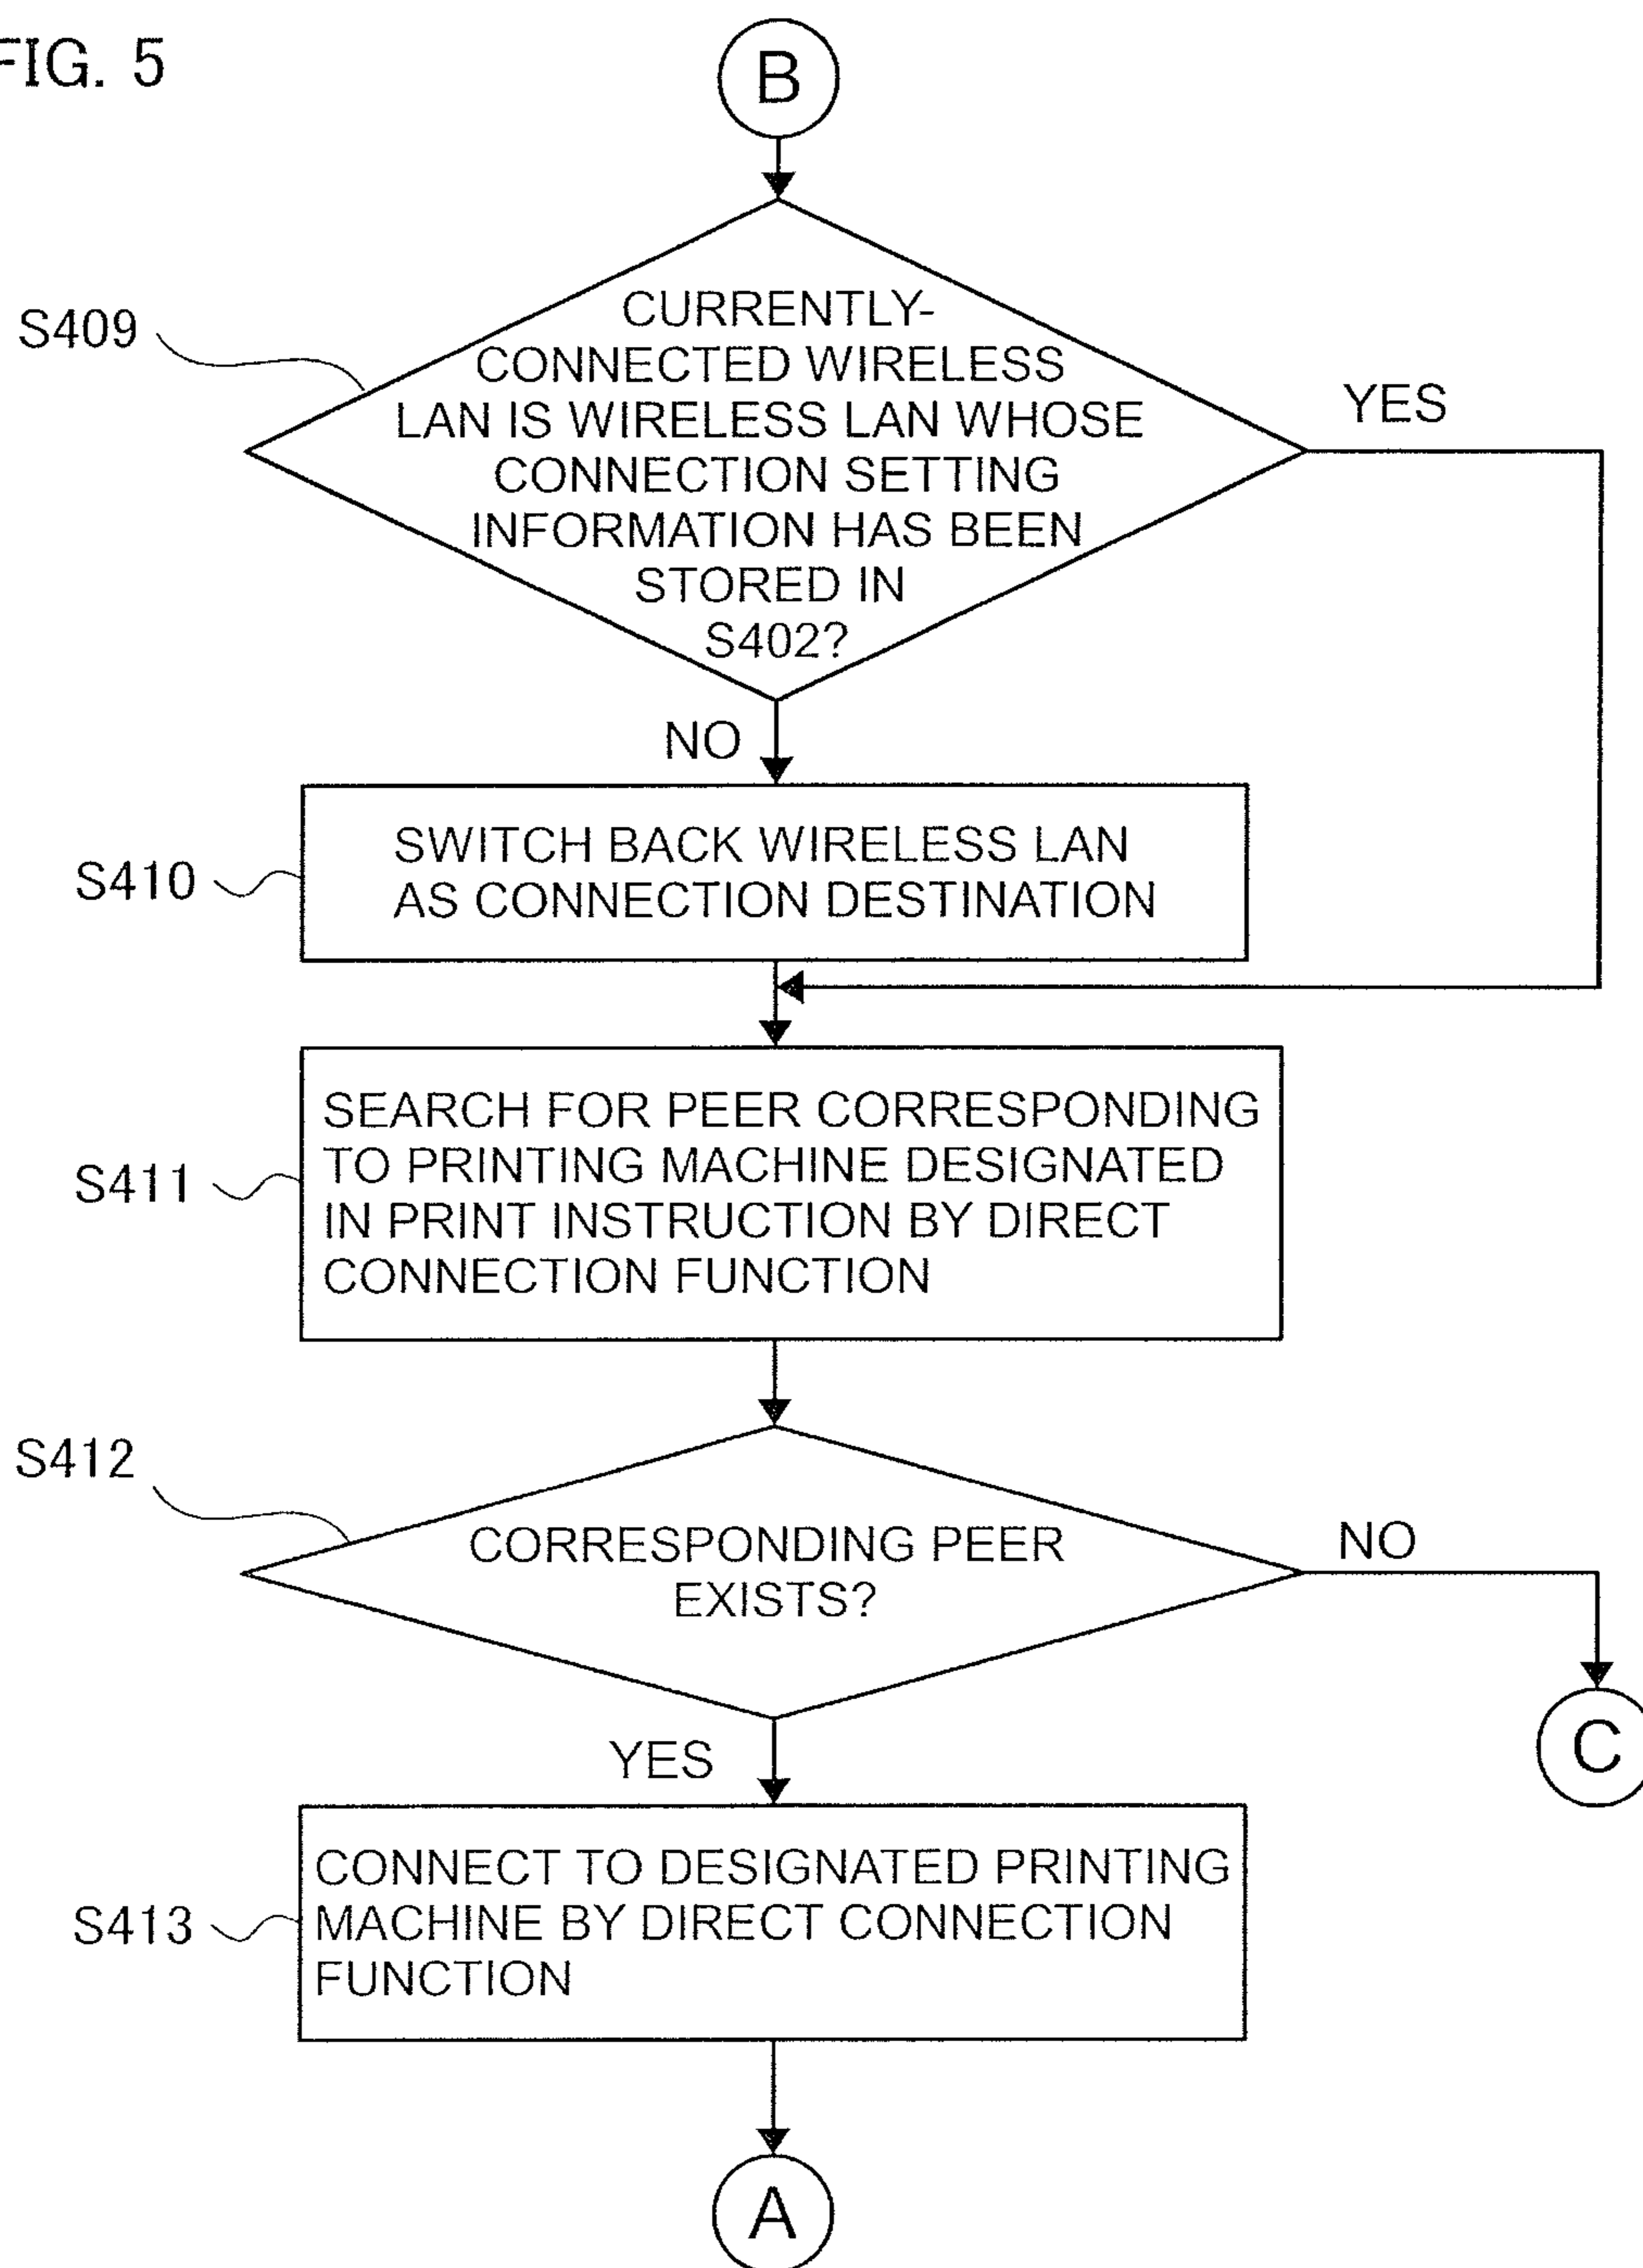 FIG. 5
B
S409
CURRENTLY-
CONNECTED WIRELESS
LAN IS WIRELESS LAN WHOSE
CONNECTION SETTING
INFORMATION HAS BEEN
STORED IN
S402?
YES
NO
S410
SWITCH BACK WIRELESS LAN
AS CONNECTION DESTINATION
S411
SEARCH FOR PEER CORRESPONDING
TO PRINTING MACHINE DESIGNATED
IN PRINT INSTRUCTION BY DIRECT
CONNECTION FUNCTION
S412
CORRESPONDING PEER
EXISTS?
NO
C
YES
S413
CONNECT TO DESIGNATED PRINTING
MACHINE BY DIRECT CONNECTION
FUNCTION
A